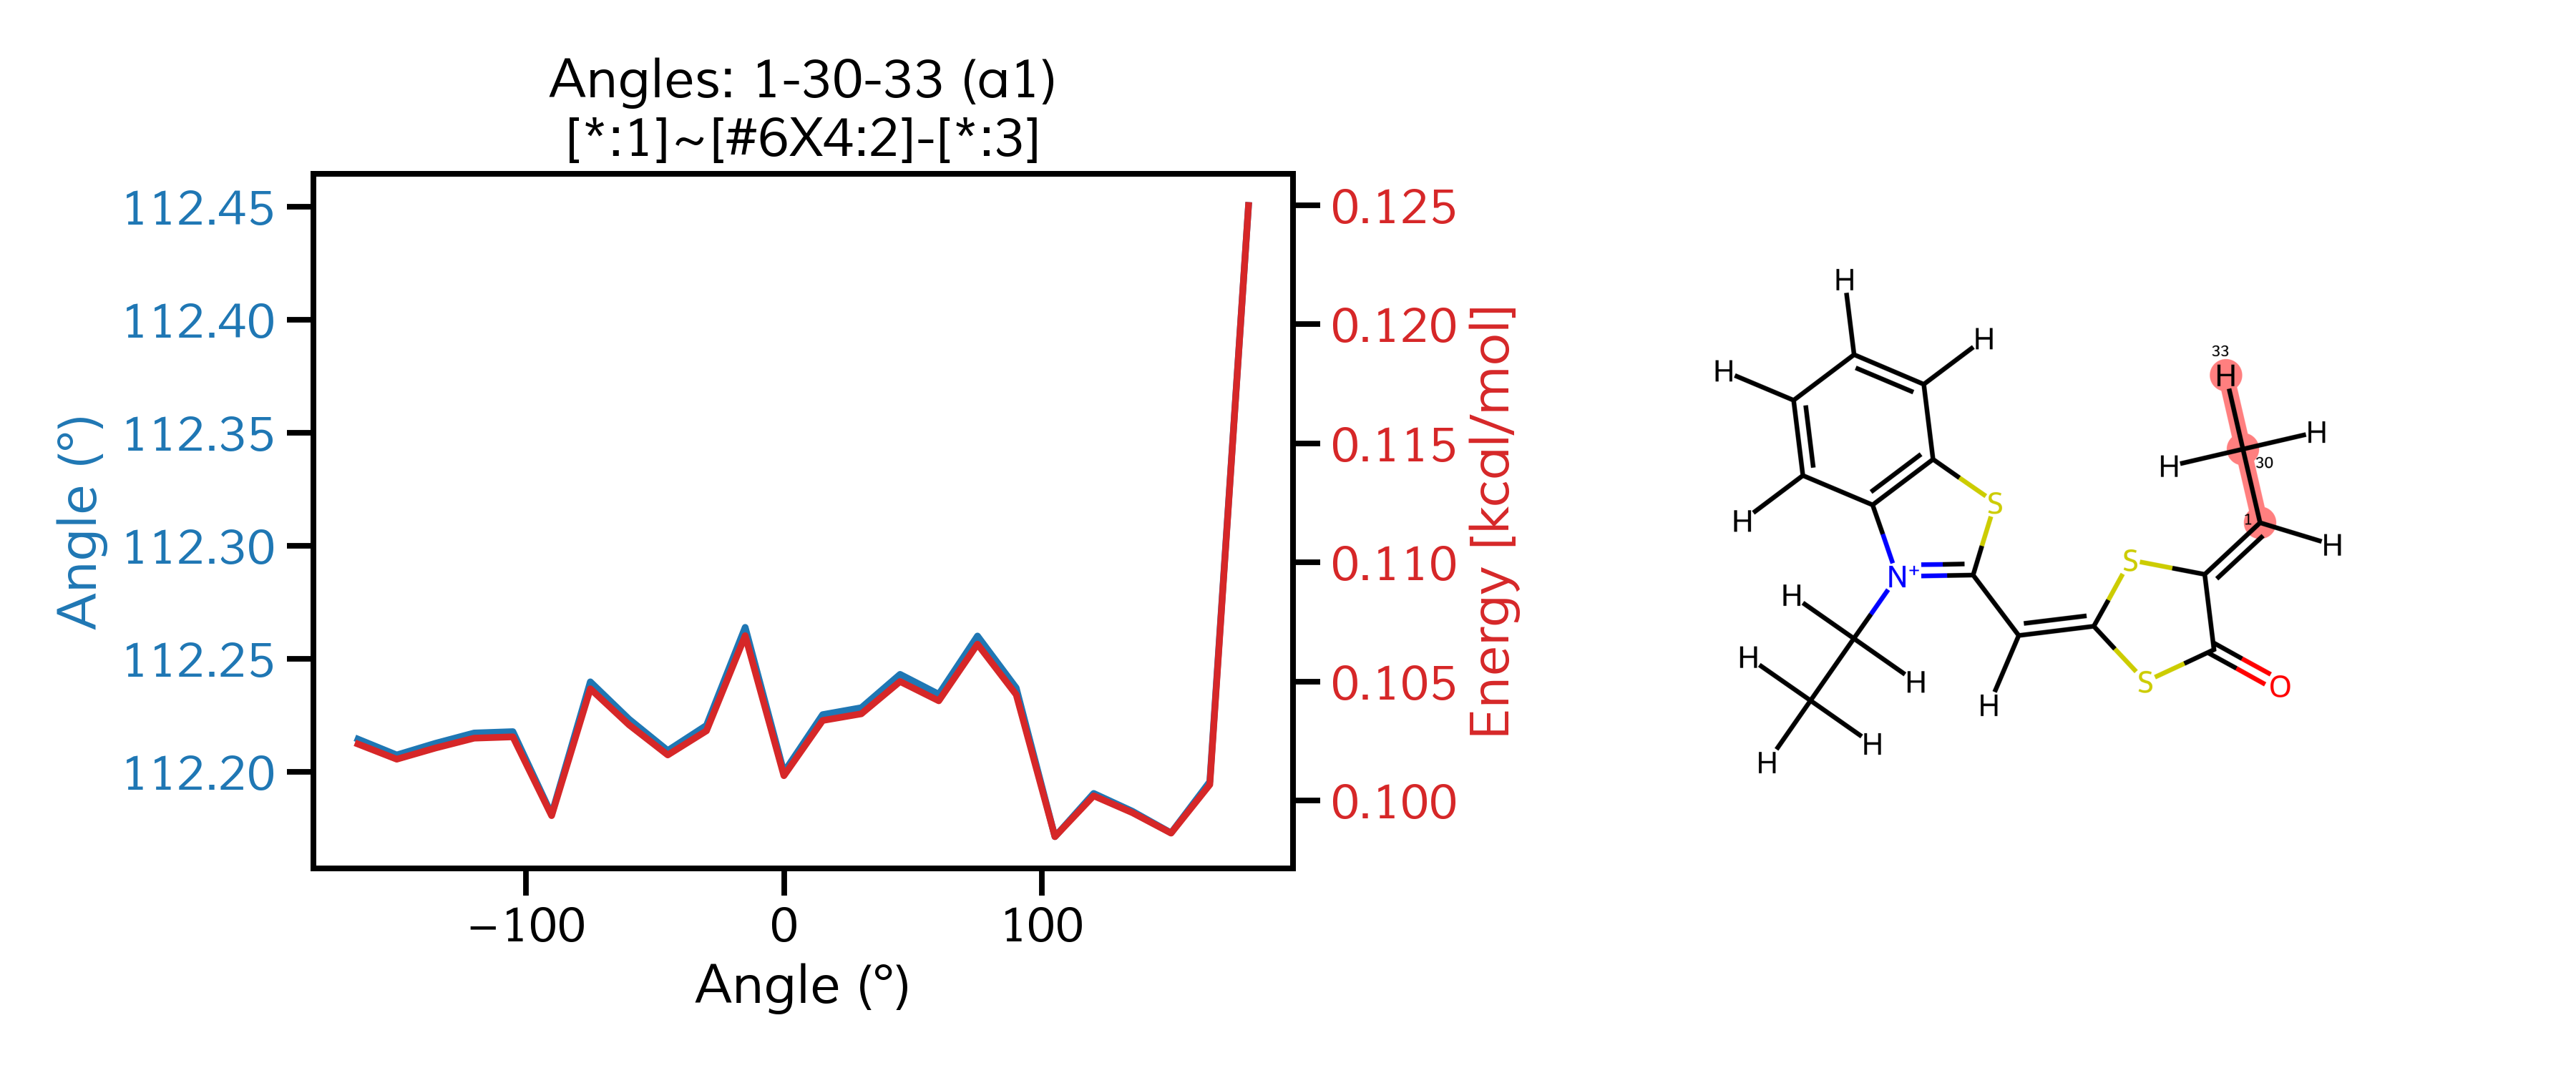 Angles: 1-30-33 (a1)
[*:1]~[#6X4:2]-[*:3]
112.45
112.40
112.35
112.30
112.25
112.20
Angle (°)
0.125
0.120
0.115
0.110
0.105
0.100
Energy [kcal/mol]
−100
0
100
Angle (°)
H
H
H
33
H
H
H
30
S
1
H
H
S
N⁺
H
H
H
S
O
H
H
H